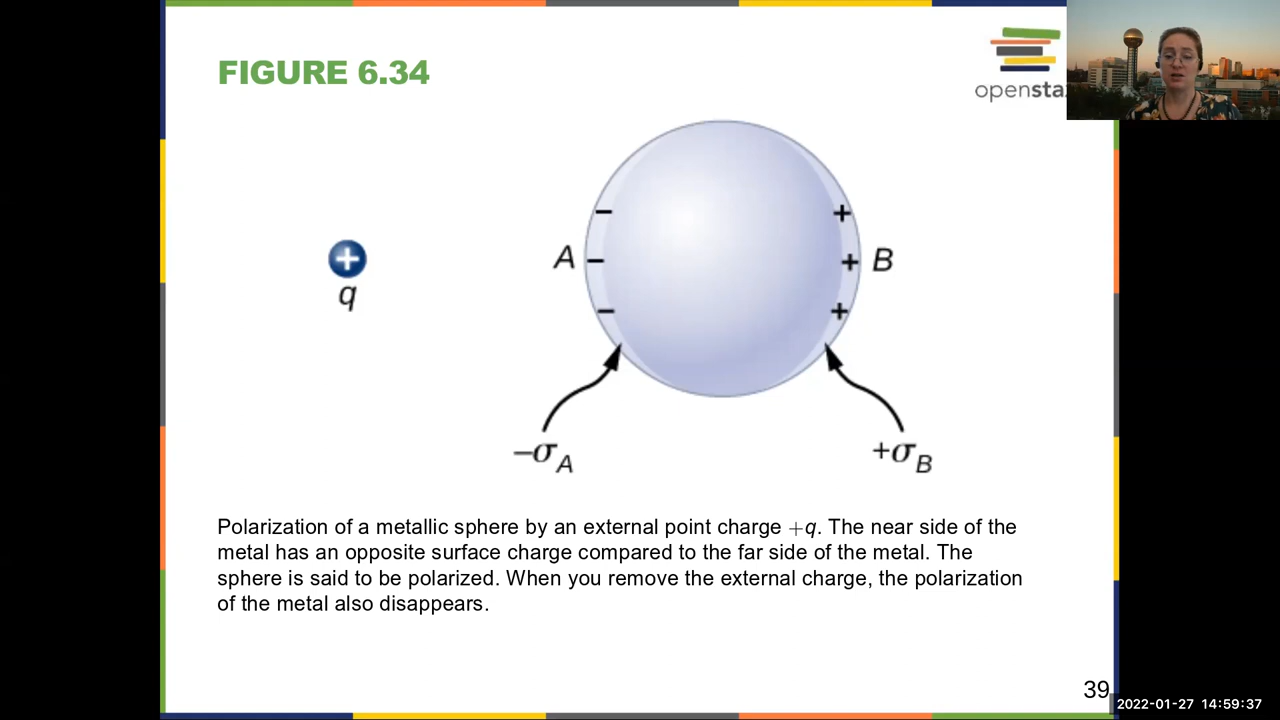 FIGURE 6.34
opensta
− +
A − + B
+
q
− +
−σA +σB
Polarization of a metallic sphere by an external point charge +q. The near side of the
metal has an opposite surface charge compared to the far side of the metal. The
sphere is said to be polarized. When you remove the external charge, the polarization
of the metal also disappears.
39
2022-01-27 14:59:37